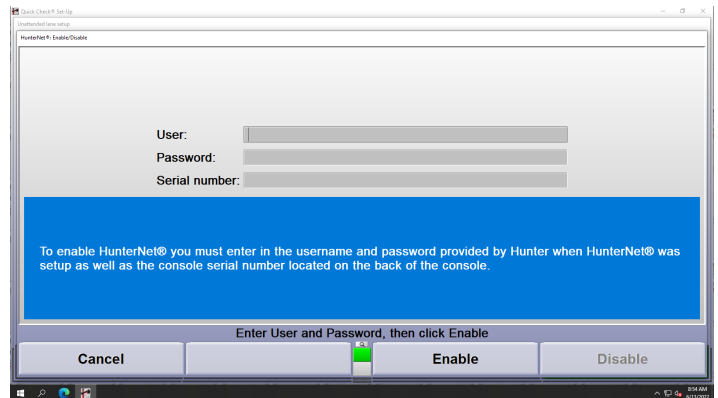 Quick Check® Set-Up
Unattended lane setup
HunterNet®: Enable/Disable
User:
Password:
Serial number:
To enable HunterNet® you must enter in the username and password provided by Hunter when HunterNet® was
setup as well as the console serial number located on the back of the console.
Enter User and Password, then click Enable
Cancel
Enable
Disable
8:54 AM
6/13/2022